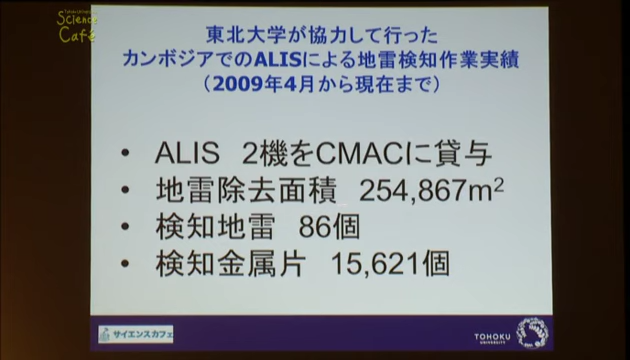 Tohoku University
Science
Café
東北大学が協力して行った
カンボジアでのALISによる地雷検知作業実績
（2009年4月から現在まで）
• ALIS 2機をCMACに貸与
• 地雷除去面積 254,867m²
• 検知地雷 86個
• 検知金属片 15,621個
サイエンスカフェ
TOHOKU
UNIVERSITY